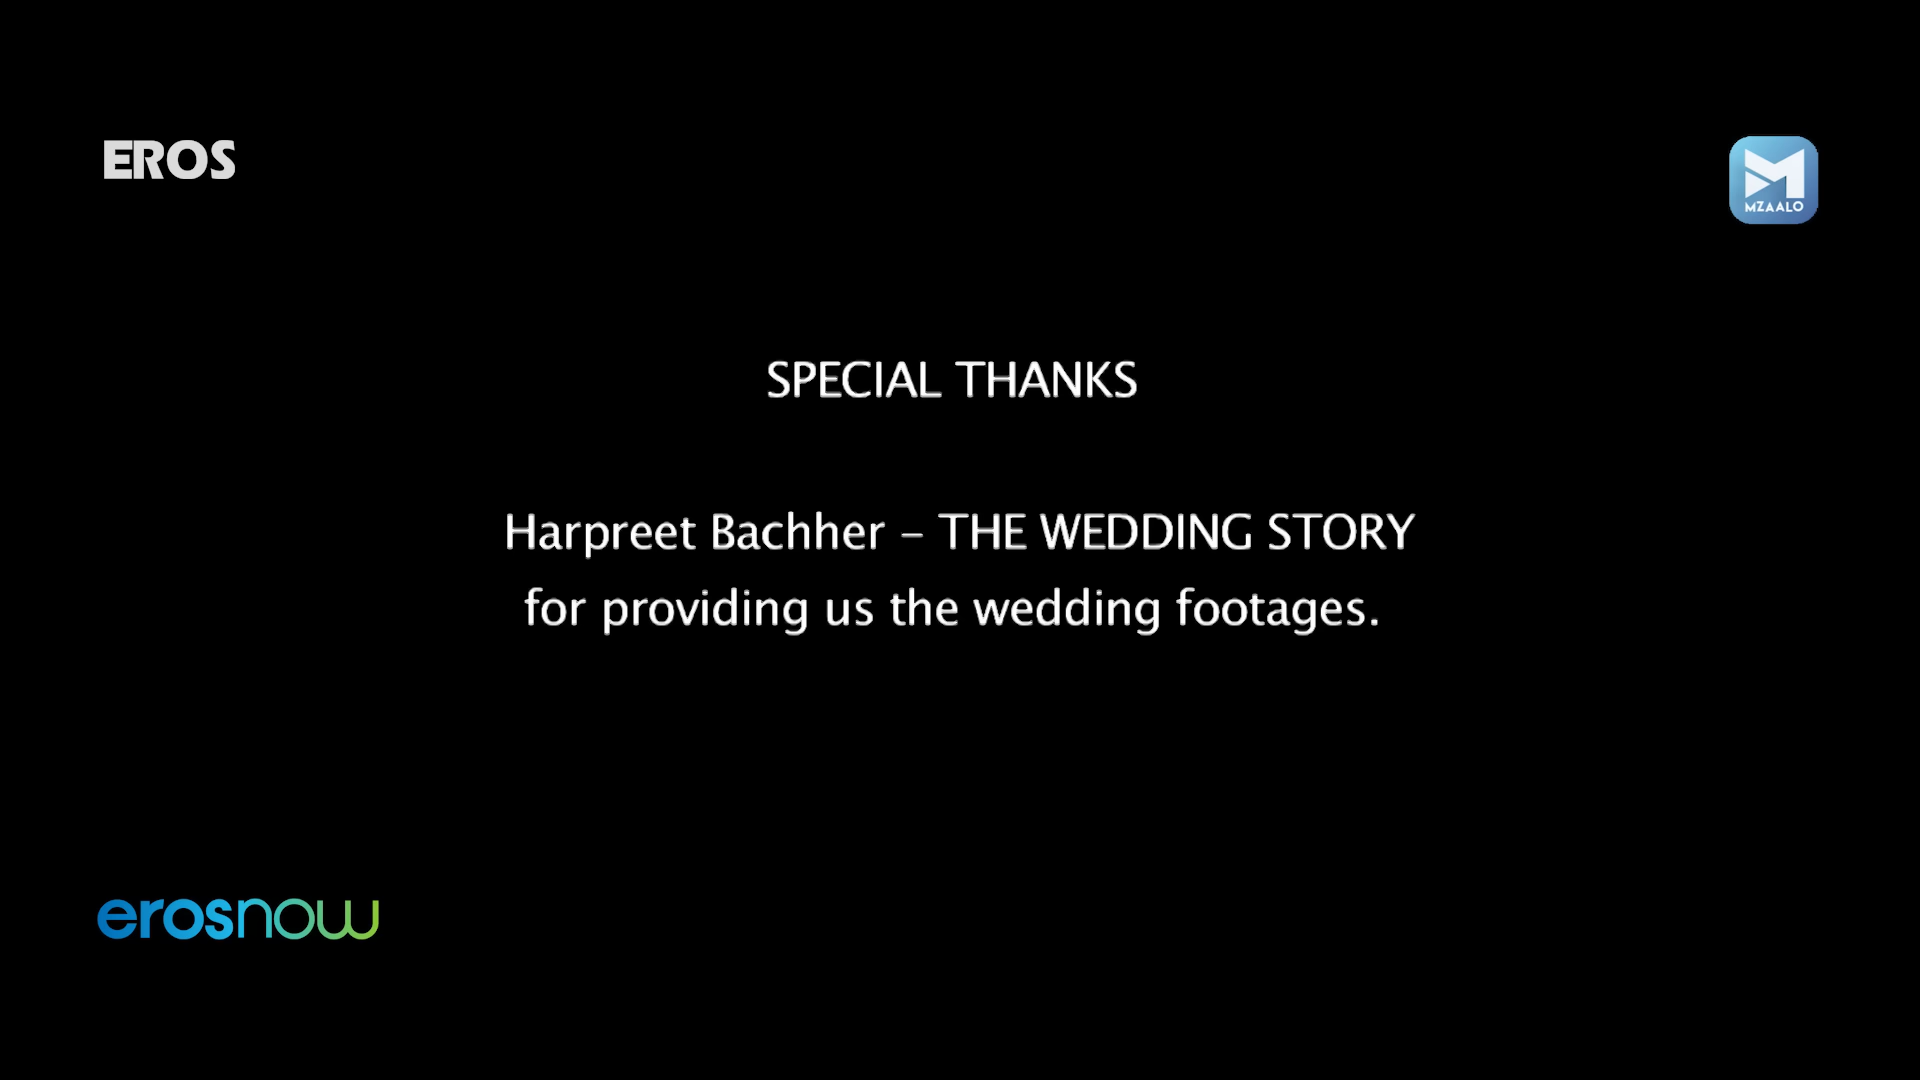 EROS
MZAALO
SPECIAL THANKS
Harpreet Bachher – THE WEDDING STORY
for providing us the wedding footages.
erosnow